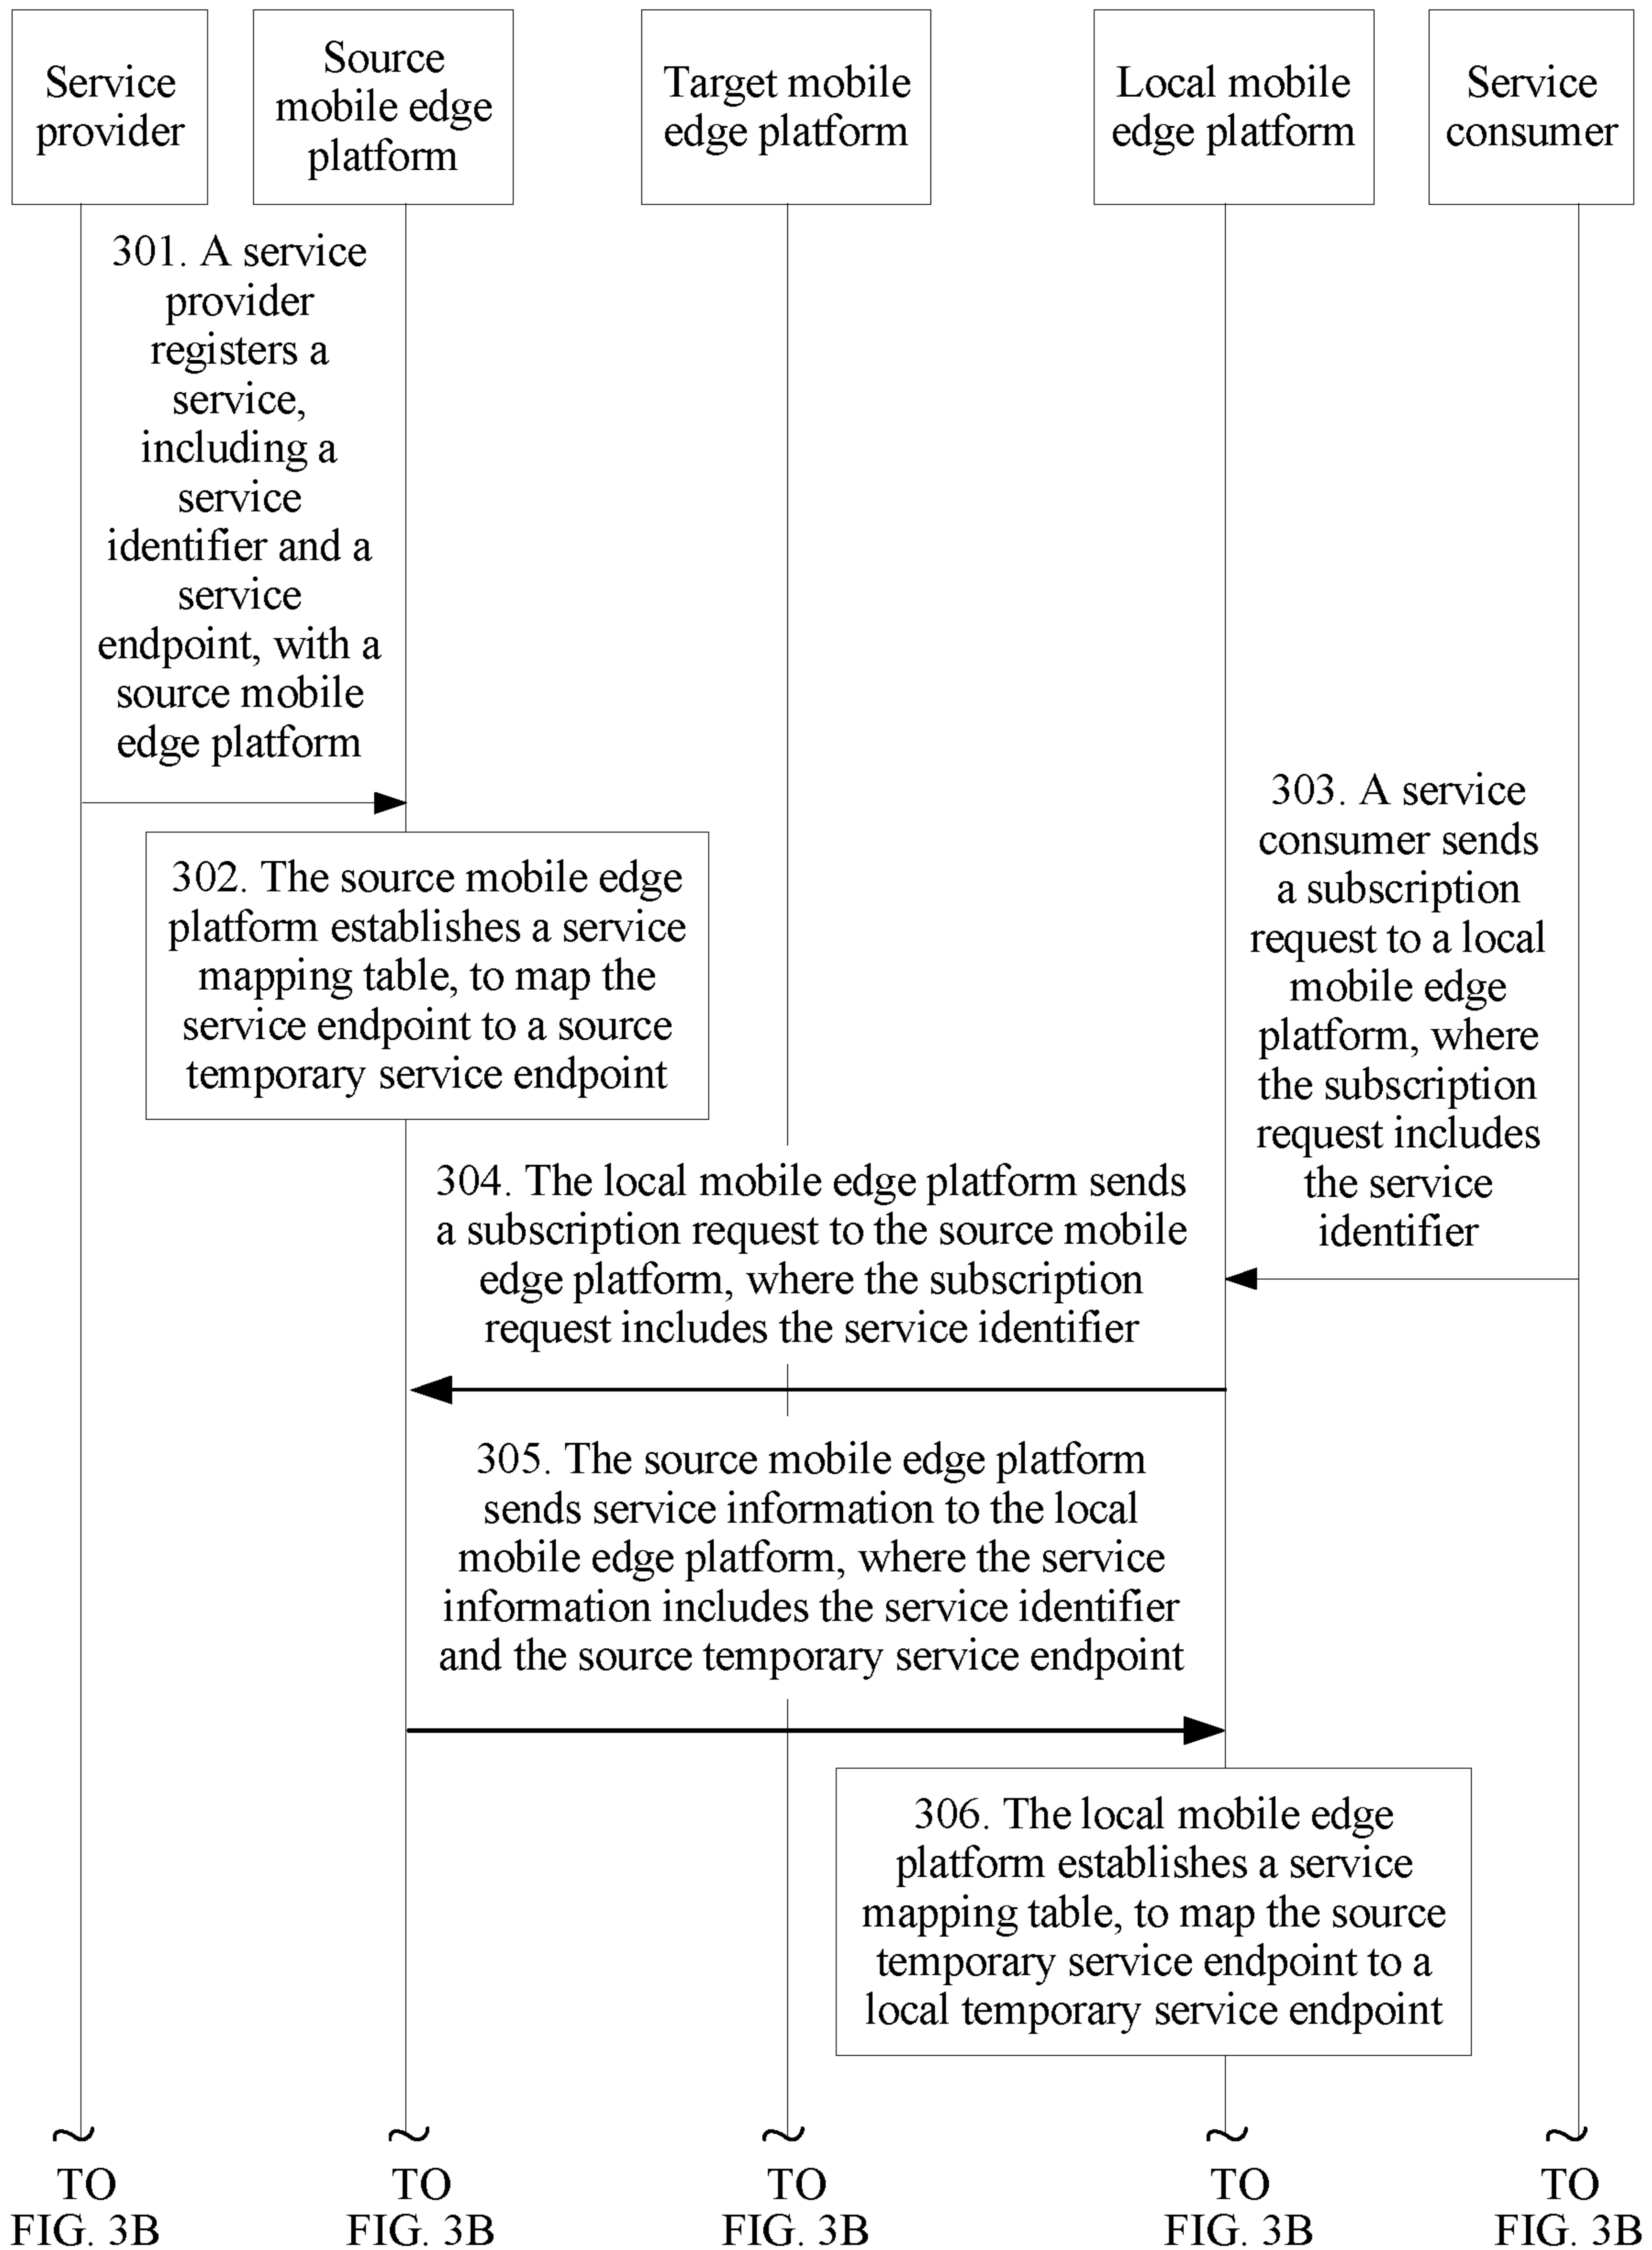 Service
provider
Source
mobile edge
platform
Target mobile
edge platform
Local mobile
edge platform
Service
consumer
301. A service
provider
registers a
service,
including a
service
identifier and a
service
endpoint, with a
source mobile
edge platform
302. The source mobile edge
platform establishes a service
mapping table, to map the
service endpoint to a source
temporary service endpoint
303. A service
consumer sends
a subscription
request to a local
mobile edge
platform, where
the subscription
request includes
the service
identifier
304. The local mobile edge platform sends
a subscription request to the source mobile
edge platform, where the subscription
request includes the service identifier
305. The source mobile edge platform
sends service information to the local
mobile edge platform, where the service
information includes the service identifier
and the source temporary service endpoint
306. The local mobile edge
platform establishes a service
mapping table, to map the source
temporary service endpoint to a
local temporary service endpoint
TO
FIG. 3B
TO
FIG. 3B
TO
FIG. 3B
TO
FIG. 3B
TO
FIG. 3B